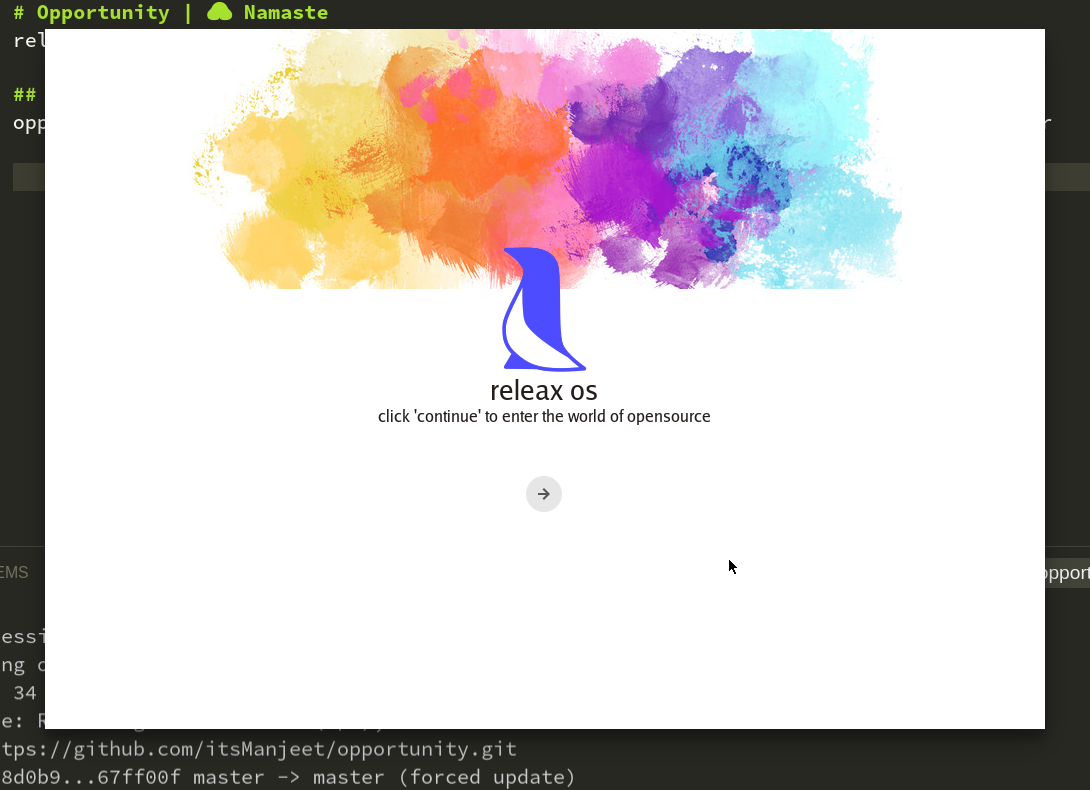 # Opportunity | 🙏 Namaste
rel
##
opp r
releax os
click 'continue' to enter the world of opensource
EMS opport
essi
ng c
34
e: R
tps://github.com/itsManjeet/opportunity.git
8d0b9...67ff00f master -> master (forced update)